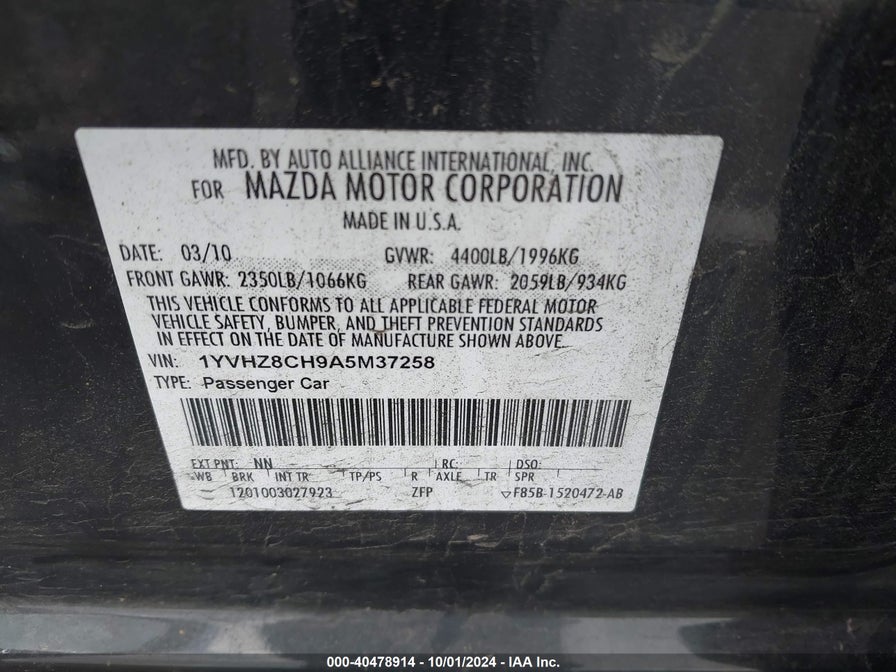 MFD. BY AUTO ALLIANCE INTERNATIONAL, INC.
FOR MAZDA MOTOR CORPORATION
MADE IN U.S.A.
DATE: 03/10 GVWR: 4400LB/1996KG
FRONT GAWR: 2350LB/1066KG REAR GAWR: 2059LB/934KG
THIS VEHICLE CONFORMS TO ALL APPLICABLE FEDERAL MOTOR
VEHICLE SAFETY, BUMPER, AND THEFT PREVENTION STANDARDS
IN EFFECT ON THE DATE OF MANUFACTURE SHOWN ABOVE.
VIN: 1YVHZ8CH9A5M37258
TYPE: Passenger Car
EXT PNT: NN RC: DSO:
WB BRK INT TR TP/PS R AXLE TR SPR
1201003027923 ZFP ▽FB5B-1520472-AB
000-40478914 - 10/01/2024 - IAA Inc.